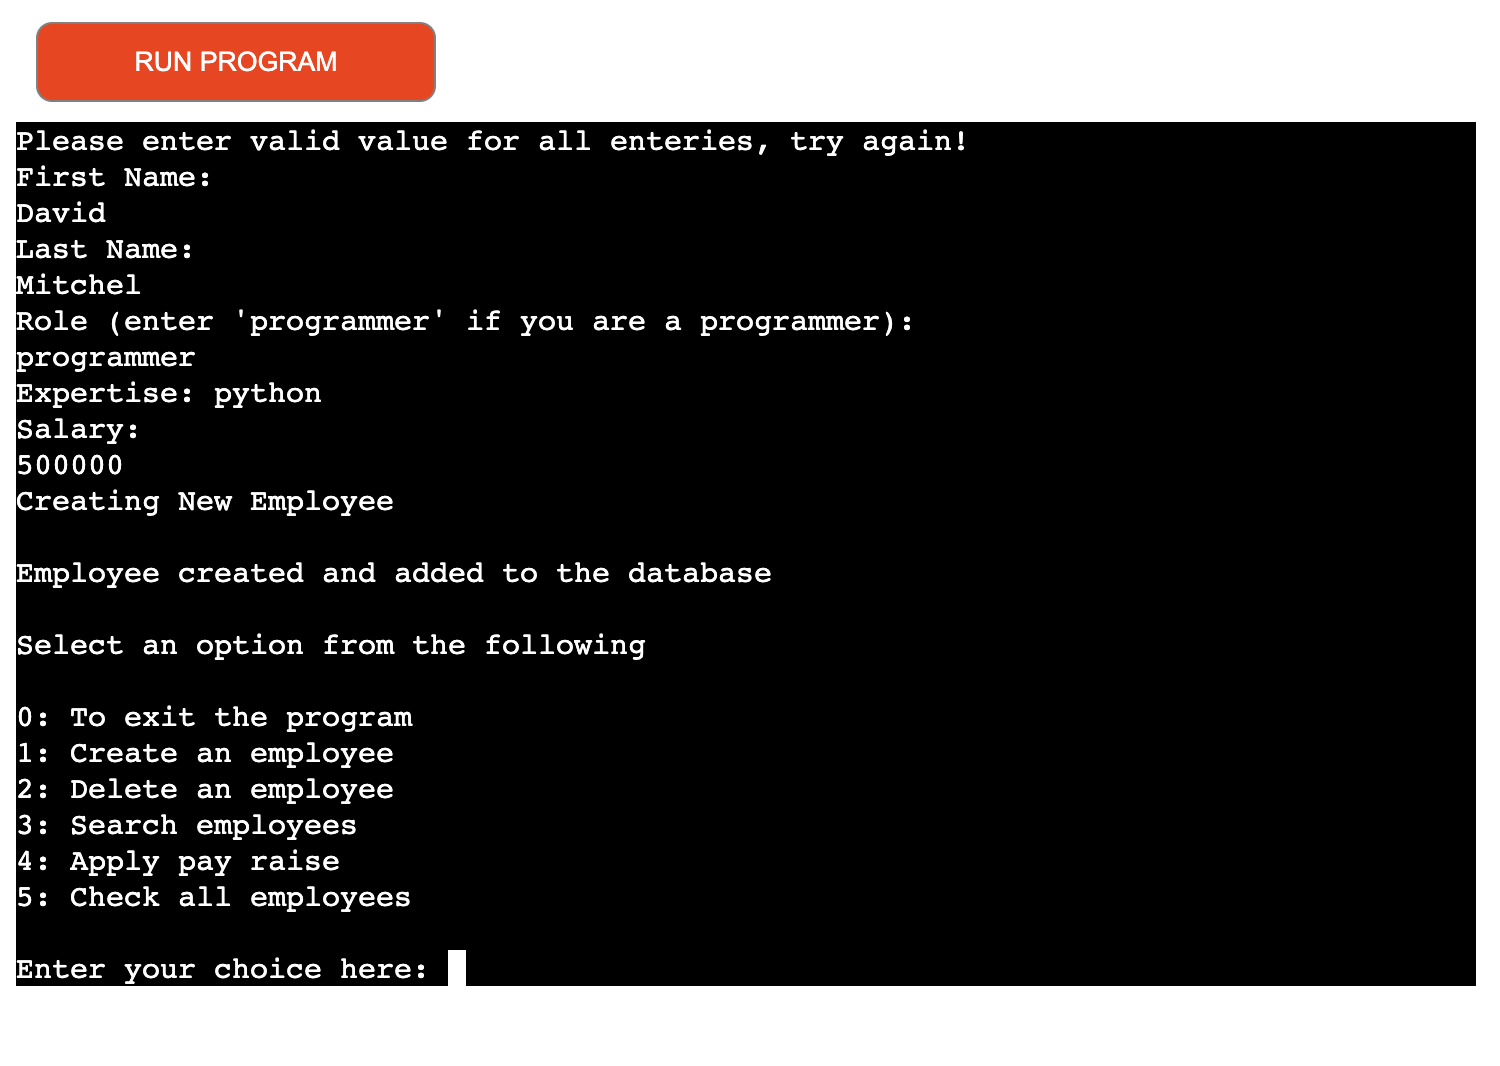 RUN PROGRAM
Please enter valid value for all enteries, try again!
First Name:
David
Last Name:
Mitchel
Role (enter 'programmer' if you are a programmer):
programmer
Expertise: python
Salary:
500000
Creating New Employee
Employee created and added to the database
Select an option from the following
0: To exit the program
1: Create an employee
2: Delete an employee
3: Search employees
4: Apply pay raise
5: Check all employees
Enter your choice here: